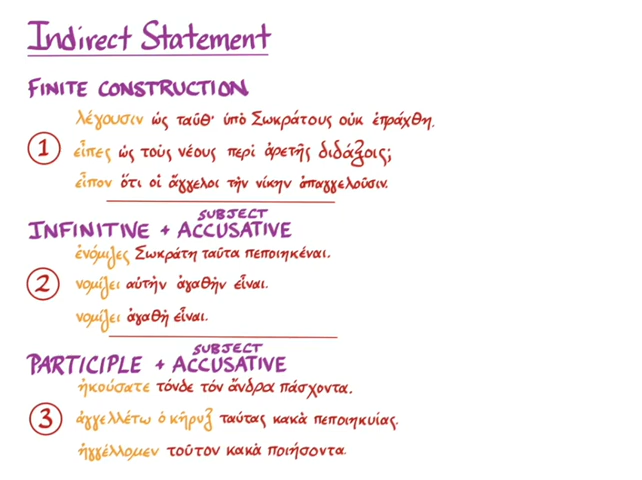 Indirect Statement
FINITE CONSTRUCTION
λέγουσιν ὡς ταῦθ' ὑπὸ Σωκράτους οὐκ ἐπράχθη.
① εἶπες ὡς τοὺς νέους περὶ ἀρετῆς διδάξοις;
εἶπον ὅτι οἱ ἄγγελοι τὴν νίκην ἀπαγγελοῦσιν.
SUBJECT
INFINITIVE + ACCUSATIVE
ἐνόμιζες Σωκράτη ταῦτα πεποιηκέναι.
② νομίζει αὐτὴν ἀγαθὴν εἶναι.
νομίζει ἀγαθὴ εἶναι.
SUBJECT
PARTICIPLE + ACCUSATIVE
ἠκούσατε τόνδε τὸν ἄνδρα πάσχοντα.
③ ἀγγελλέτω ὁ κῆρυξ ταύτας κακὰ πεποιηκυίας.
ἠγγέλλομεν τοῦτον κακὰ ποιήσοντα.